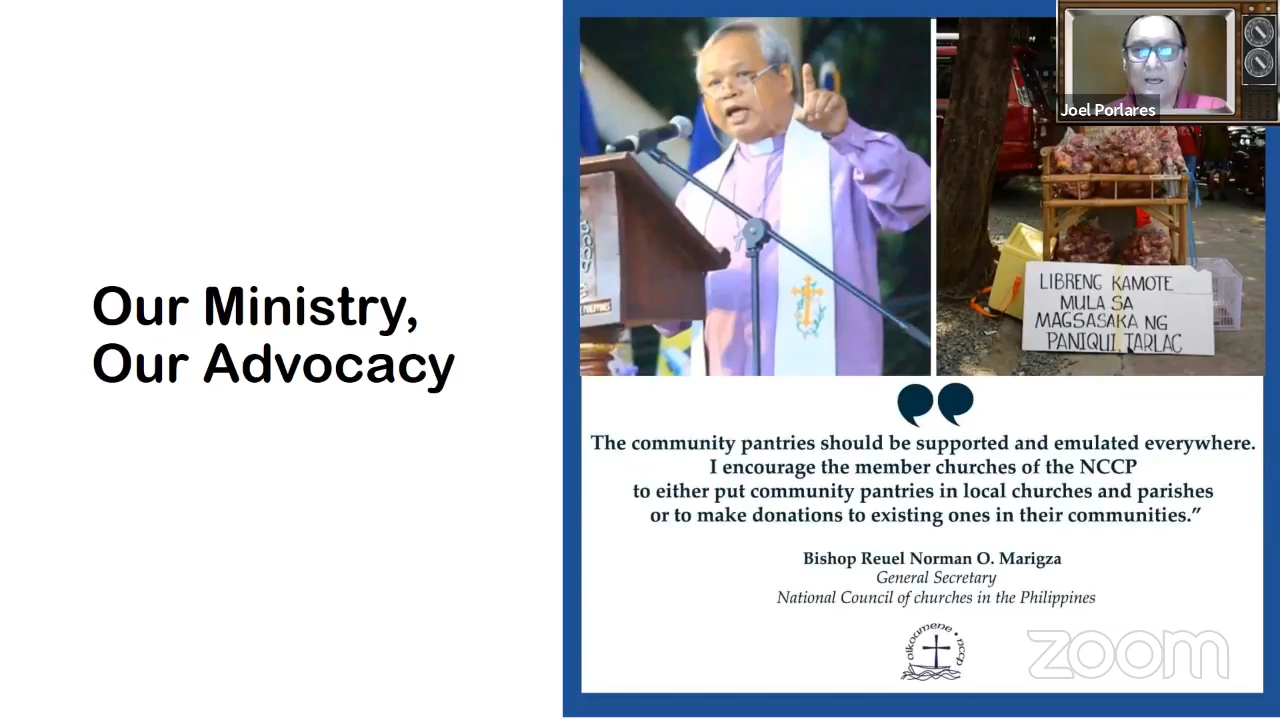 Our Ministry,
Our Advocacy
Joel Porlares
LIBRENG KAMOTE
MULA SA
MAGSASAKA NG
PANIQUI, TARLAC
The community pantries should be supported and emulated everywhere.
I encourage the member churches of the NCCP
to either put community pantries in local churches and parishes
or to make donations to existing ones in their communities.”
Bishop Reuel Norman O. Marigza
General Secretary
National Council of churches in the Philippines
oikoumene • nccp
zoom